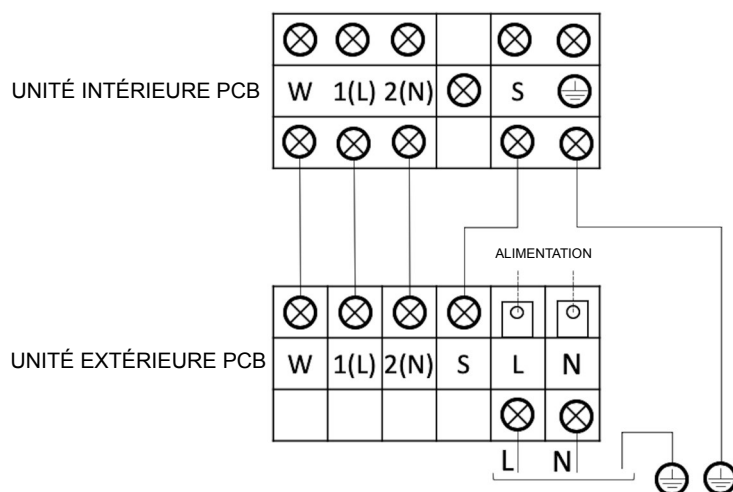 UNITÉ INTÉRIEURE PCB W 1(L) 2(N) S
ALIMENTATION
UNITÉ EXTÉRIEURE PCB W 1(L) 2(N) S L N
L N